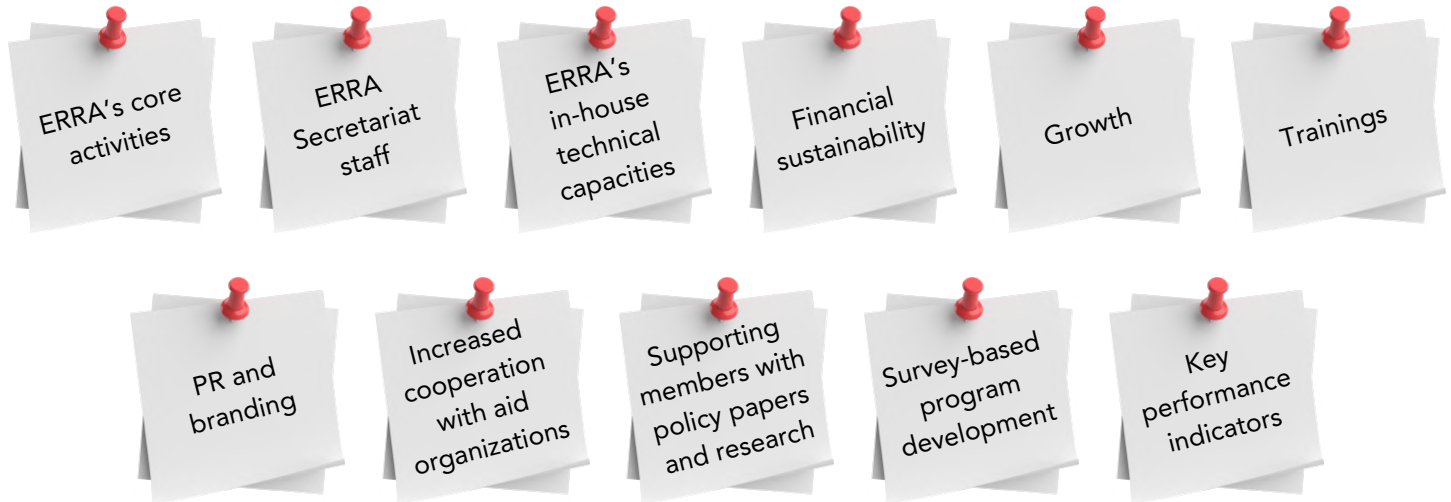 ERRA's core
activities
ERRA
Secretariat
staff
ERRA's
in-house
technical
capacities
Financial
sustainability
Growth
Trainings
PR and
branding
Increased
cooperation
with aid
organizations
Supporting
members with
policy papers
and research
Survey-based
program
development
Key
performance
indicators